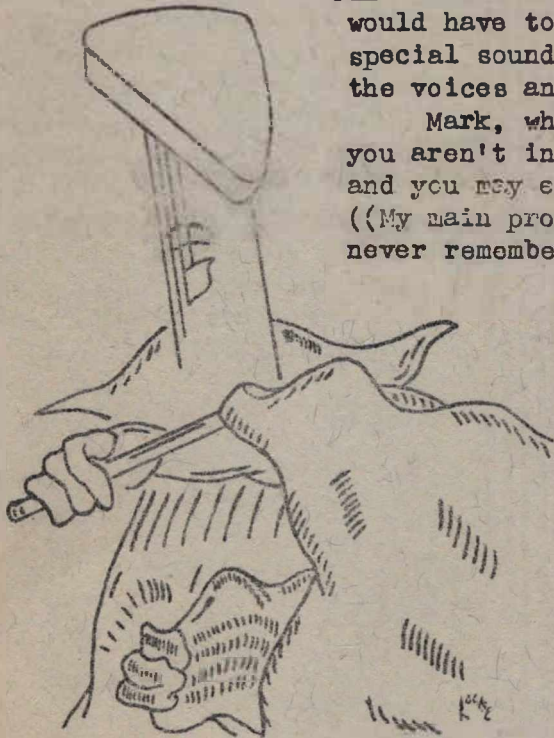 would have to
special sound
the voices an
Mark, wh
you aren't in
and you may e
((My main pro
never remembe